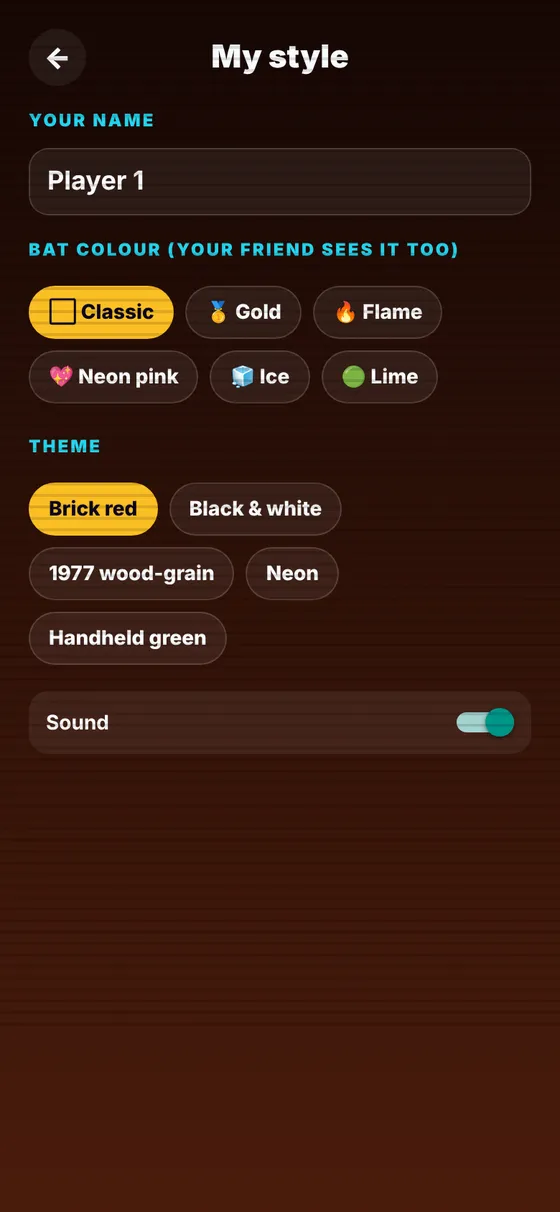 My style
YOUR NAME
Player 1
BAT COLOUR (YOUR FRIEND SEES IT TOO)
Classic
Gold
Flame
Neon pink
Ice
Lime
THEME
Brick red
Black & white
1977 wood-grain
Neon
Handheld green
Sound